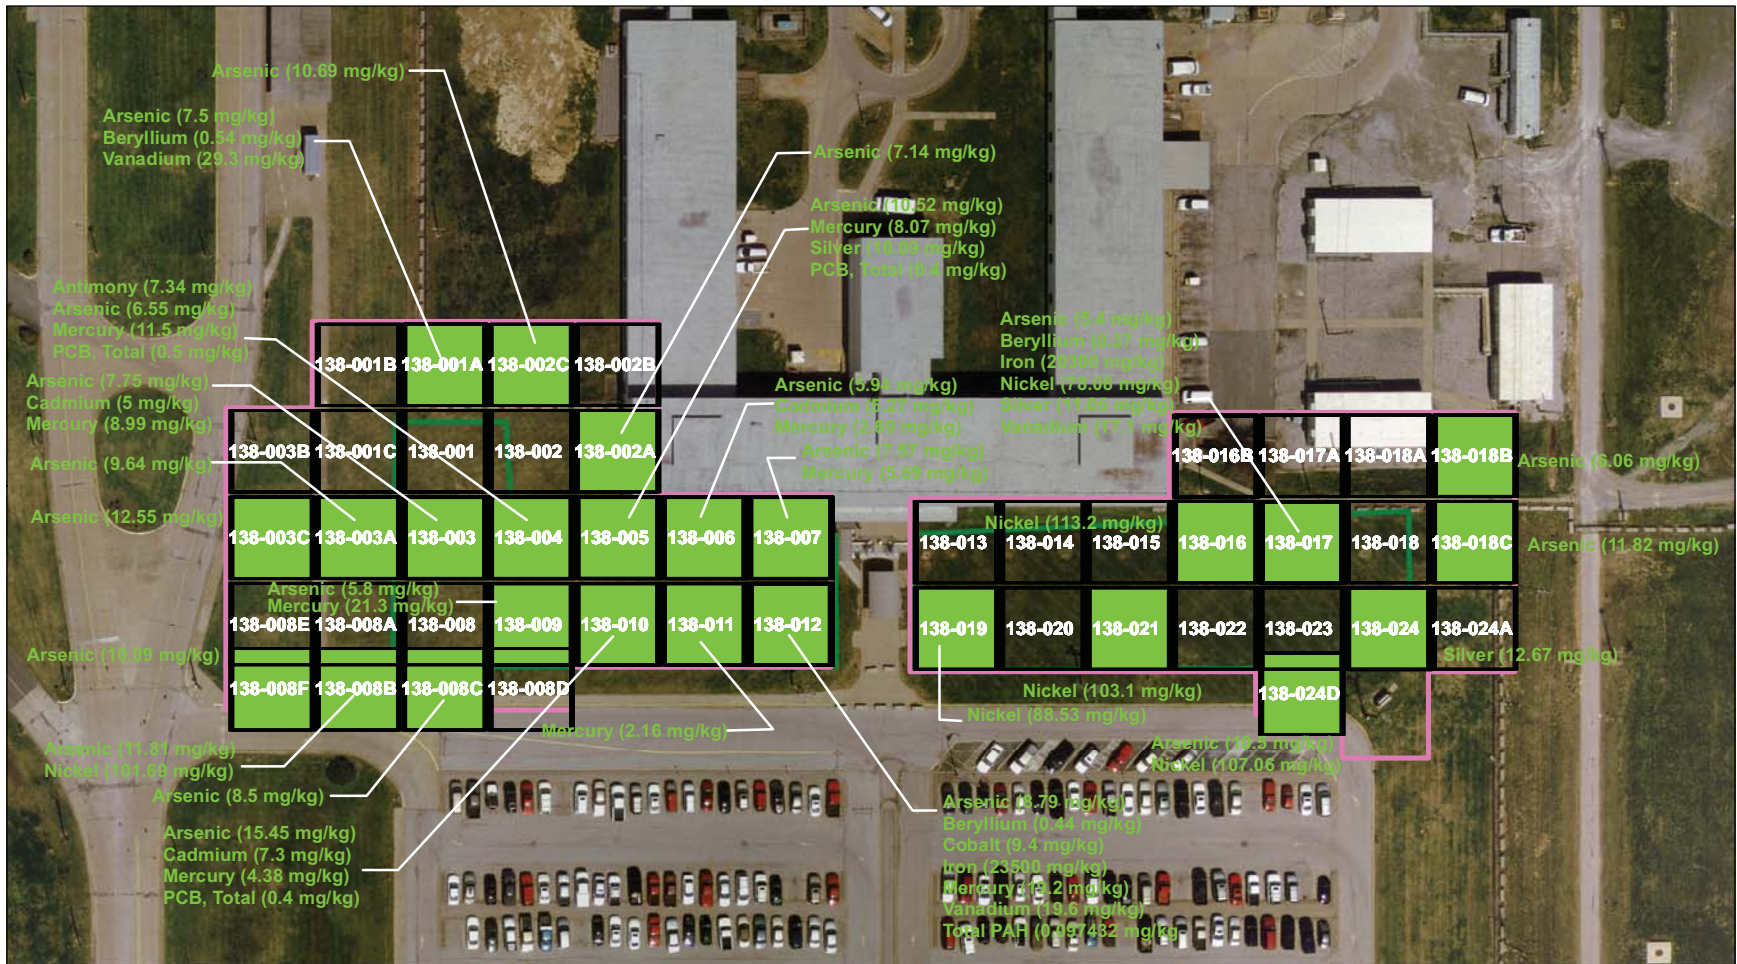 Arsenic (10.69 mg/kg)
Arsenic (7.5 mg/kg)
Beryllium (0.54 mg/kg)
Vanadium (29.3 mg/kg)
Arsenic (7.14 mg/kg)
Arsenic (10.52 mg/kg)
Mercury (8.07 mg/kg)
Silver (10.09 mg/kg)
PCB, Total (0.4 mg/kg)
Antimony (7.34 mg/kg)
Arsenic (6.55 mg/kg)
Mercury (11.5 mg/kg)
PCB, Total (0.5 mg/kg)
Arsenic (5.4 mg/kg)
Beryllium (0.37 mg/kg)
Iron (20300 mg/kg)
Nickel (78.08 mg/kg)
Silver (11.05 mg/kg)
Vanadium (17.1 mg/kg)
138-001B 138-001A 138-002C 138-002B
Arsenic (7.75 mg/kg)
Cadmium (5 mg/kg)
Mercury (8.99 mg/kg)
Arsenic (5.94 mg/kg)
Cadmium (5.27 mg/kg)
Mercury (2.69 mg/kg)
Arsenic (7.57 mg/kg)
Mercury (5.69 mg/kg)
138-003B 138-001C 138-001 138-002 138-002A
138-016B 138-017A 138-018A 138-018B
Arsenic (6.06 mg/kg)
Arsenic (9.64 mg/kg)
Arsenic (12.55 mg/kg)
138-003C 138-003A 138-003 138-004 138-005 138-006 138-007
Nickel (113.2 mg/kg)
138-013 138-014 138-015 138-016 138-017 138-018 138-018C
Arsenic (11.82 mg/kg)
Arsenic (5.8 mg/kg)
Mercury (21.3 mg/kg)
138-008E 138-008A 138-008 138-009 138-010 138-011 138-012
138-019 138-020 138-021 138-022 138-023 138-024 138-024A
Silver (12.67 mg/kg)
138-008F 138-008B 138-008C 138-008D
138-024D
Nickel (103.1 mg/kg)
Nickel (88.53 mg/kg)
Mercury (2.16 mg/kg)
Arsenic (10.5 mg/kg)
Nickel (107.06 mg/kg)
Arsenic (11.81 mg/kg)
Nickel (101.69 mg/kg)
Arsenic (8.5 mg/kg)
Arsenic (15.45 mg/kg)
Cadmium (7.3 mg/kg)
Mercury (4.38 mg/kg)
PCB, Total (0.4 mg/kg)
Arsenic (8.79 mg/kg)
Beryllium (0.44 mg/kg)
Cobalt (9.4 mg/kg)
Iron (23500 mg/kg)
Mercury (19.2 mg/kg)
Vanadium (19.6 mg/kg)
Total PAH (0.097432 mg/kg